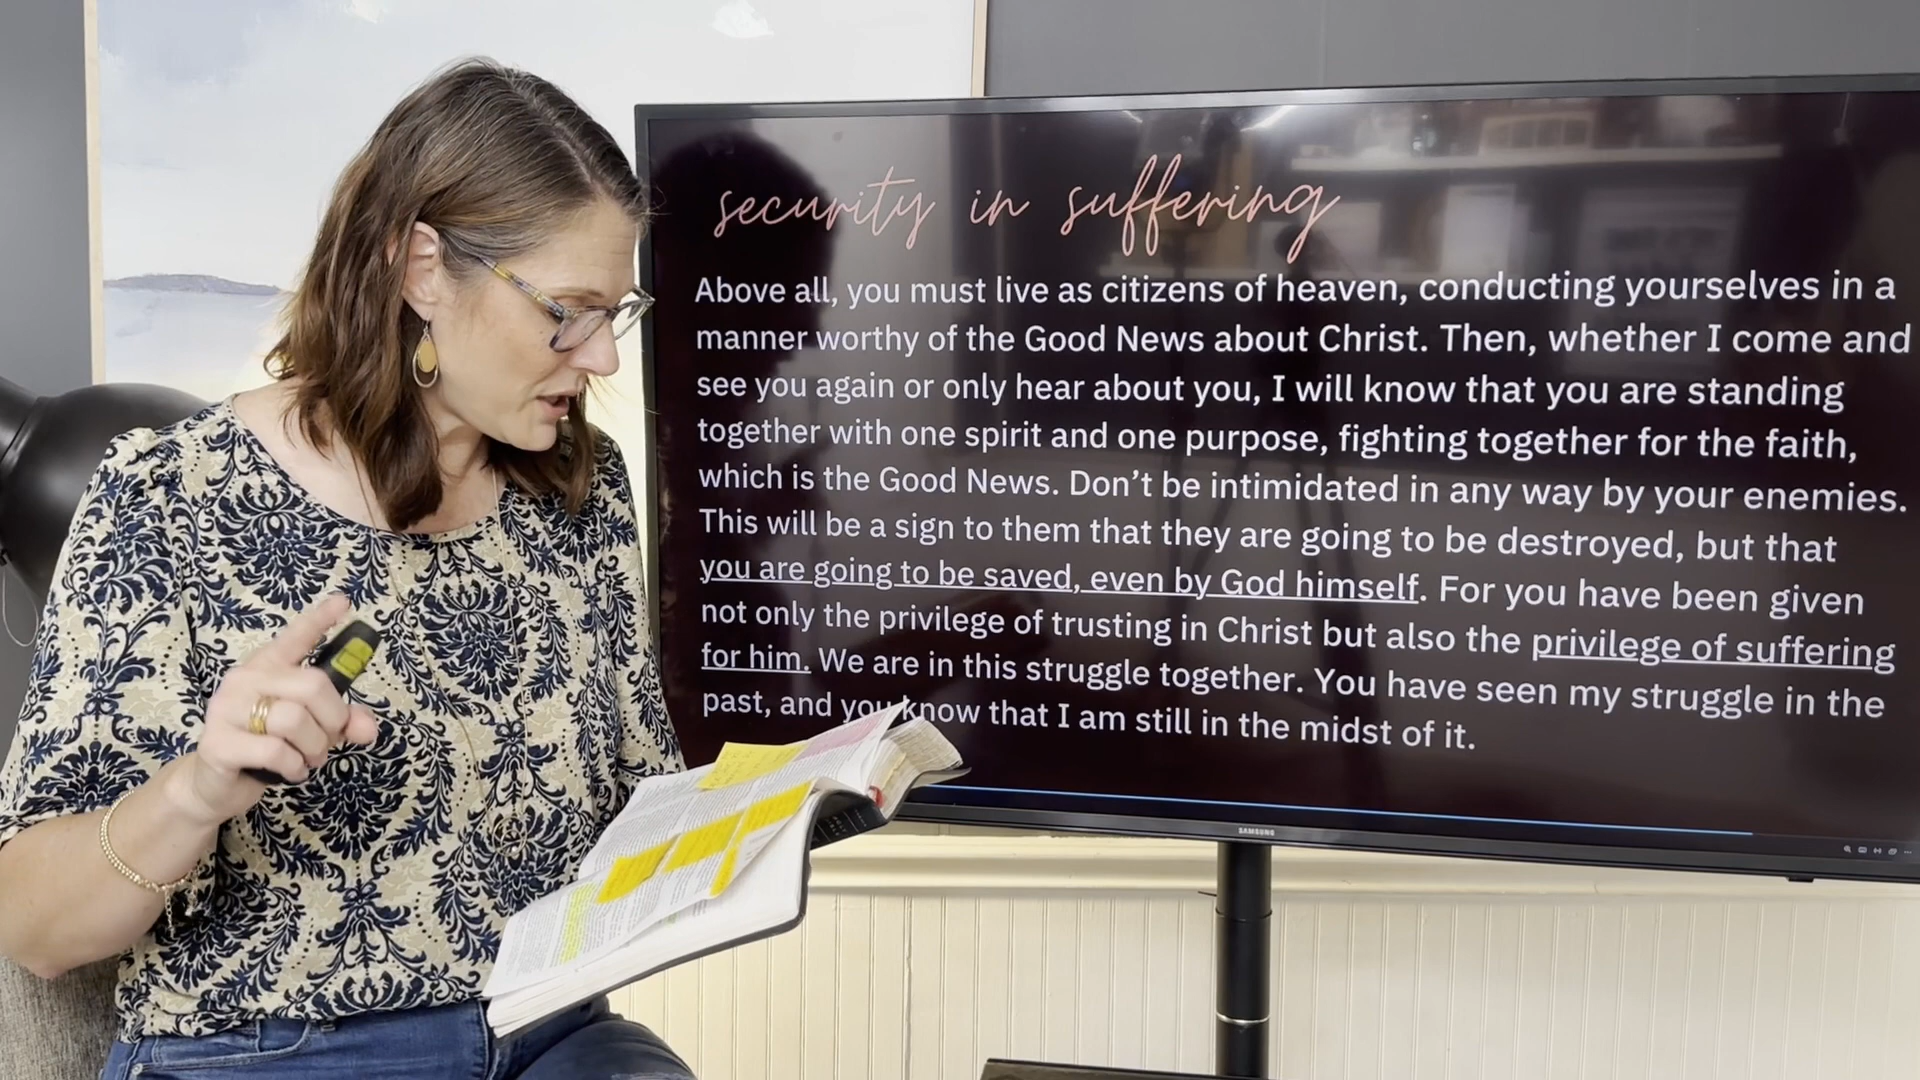 security in suffering
Above all, you must live as citizens of heaven, conducting yourselves in a
manner worthy of the Good News about Christ. Then, whether I come and
see you again or only hear about you, I will know that you are standing
together with one spirit and one purpose, fighting together for the faith,
which is the Good News. Don’t be intimidated in any way by your enemies.
This will be a sign to them that they are going to be destroyed, but that
you are going to be saved, even by God himself. For you have been given
not only the privilege of trusting in Christ but also the privilege of suffering
for him. We are in this struggle together. You have seen my struggle in the
past, and you know that I am still in the midst of it.
SAMSUNG